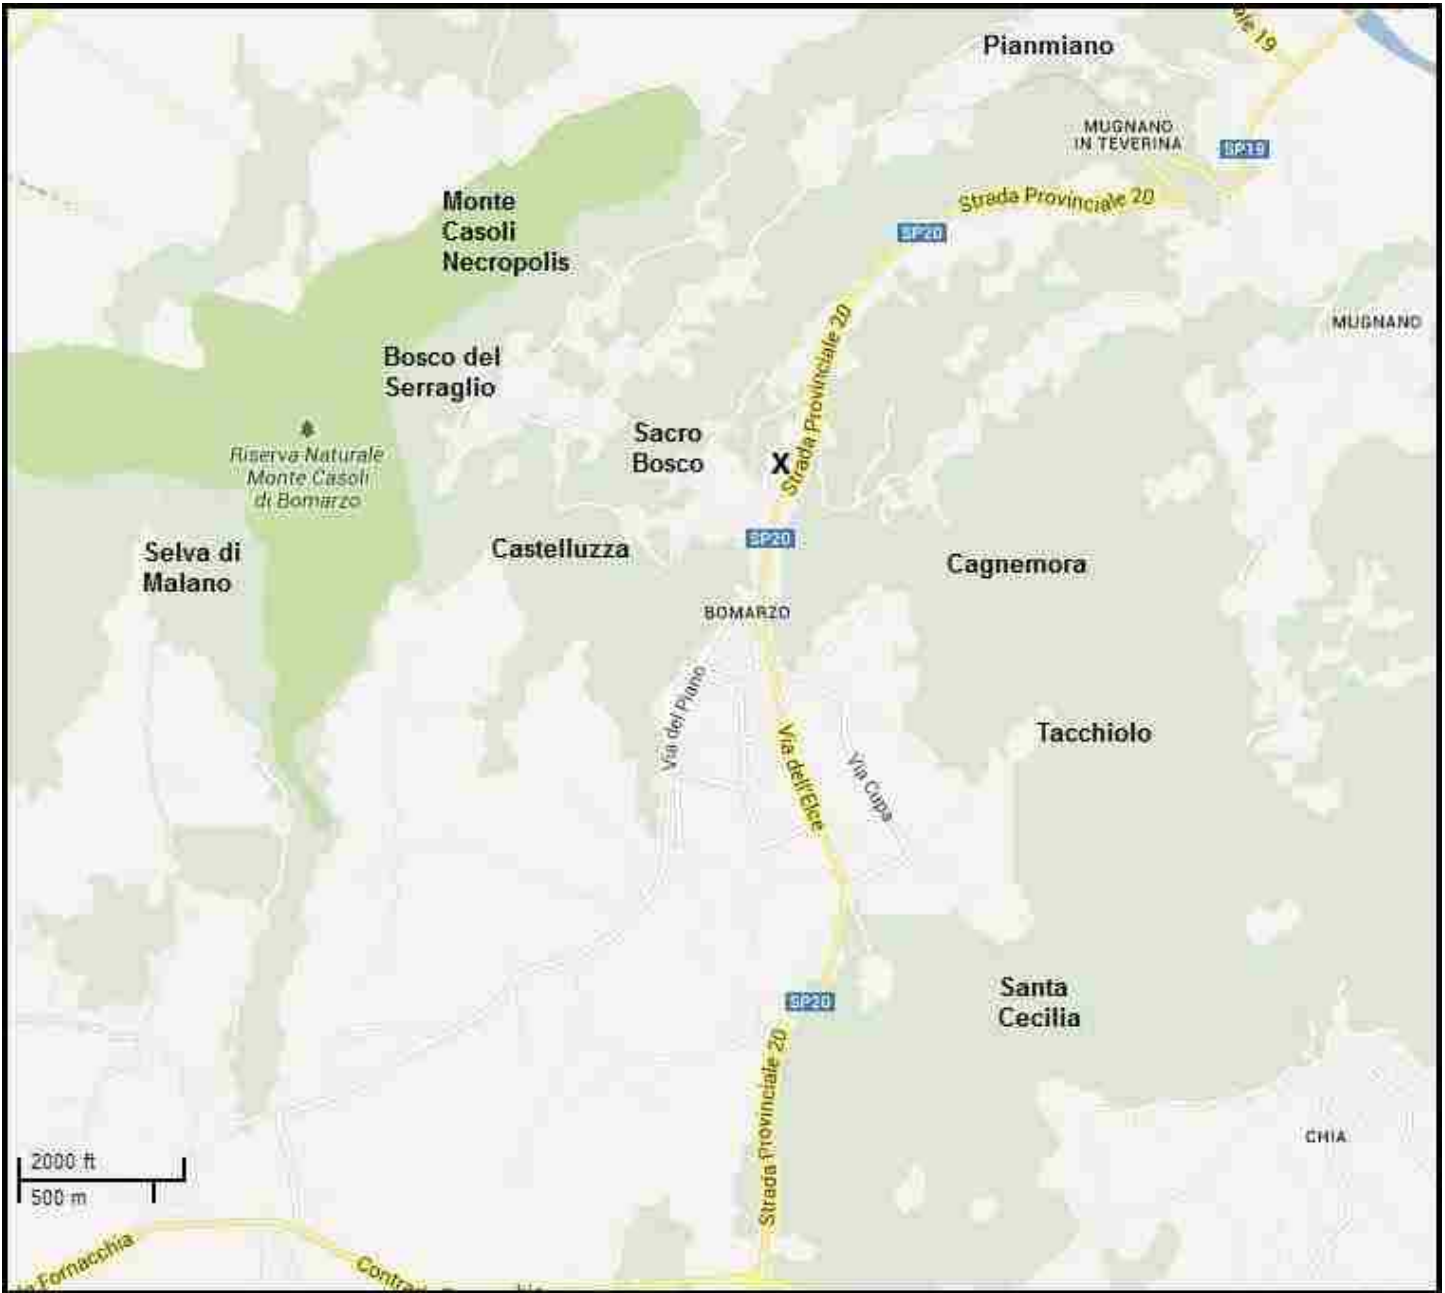 Pianmiano
19
MUGNANO
IN TEVERINA
SP19
Strada Provinciale 20
SP20
Monte
Casoli
Necropolis
MUGNANO
Strada Provinciale 20
Bosco del
Serraglio
Sacro
Bosco
X
Riserva Naturale
Monte Casoli
di Bomarzo
SP20
Selva di
Malano
Castelluzza
Cagnemora
BOMARZO
Via del Piano
Via dell'Elce
Via Cupa
Tacchiolo
Santa
Cecilia
SP20
Strada Provinciale 20
CHIA
2000 ft
500 m
Fornacchia